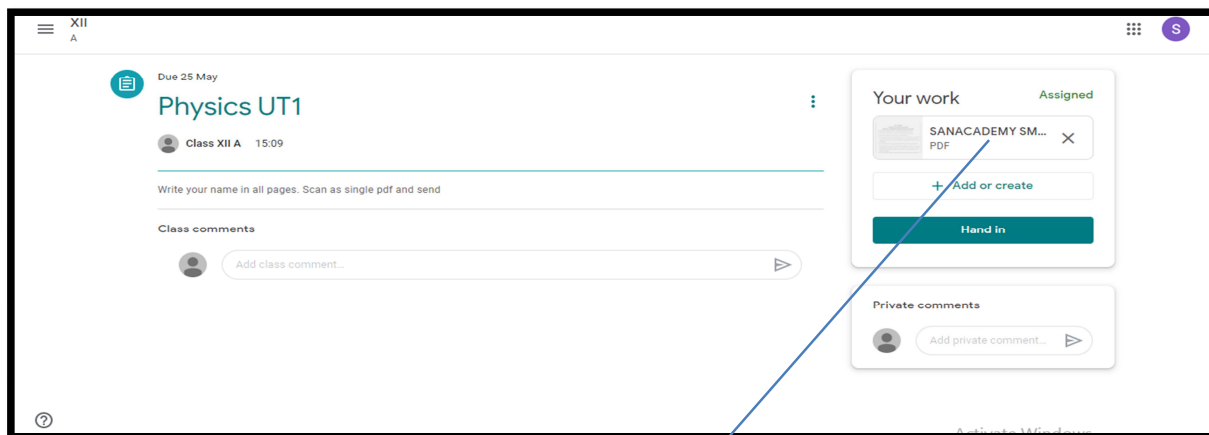 XII
A
S
Due 25 May
Physics UT1
Class XII A 15:09
Write your name in all pages. Scan as single pdf and send
Class comments
Add class comment...
Your work Assigned
SANACADEMY SM...
PDF
+ Add or create
Hand in
Private comments
Add private comment...
Activate Windows